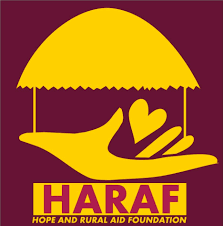 HARAF
HOPE AND RURAL AID FOUNDATION